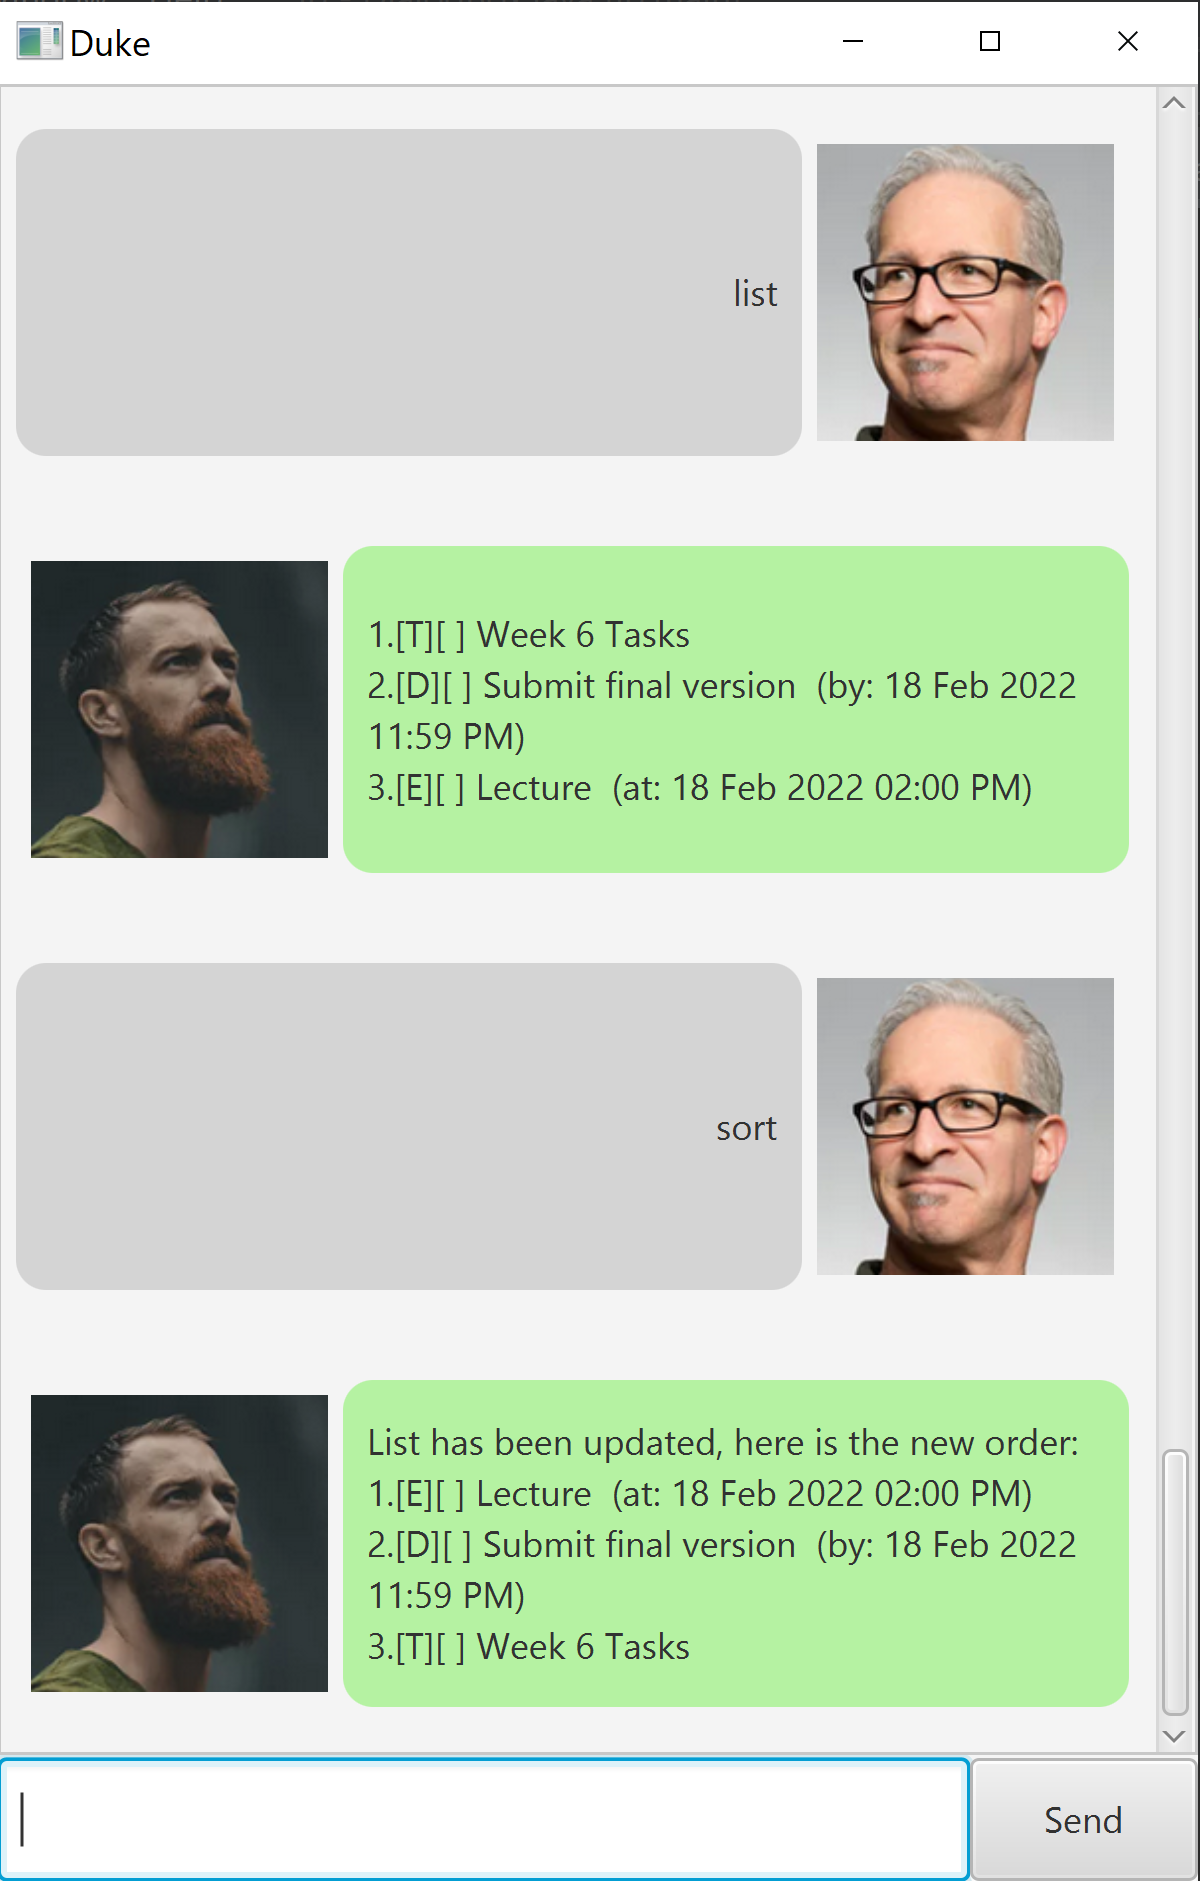 Duke
list
1.[T][ ] Week 6 Tasks
2.[D][ ] Submit final version  (by: 18 Feb 2022
11:59 PM)
3.[E][ ] Lecture  (at: 18 Feb 2022 02:00 PM)
sort
List has been updated, here is the new order:
1.[E][ ] Lecture  (at: 18 Feb 2022 02:00 PM)
2.[D][ ] Submit final version  (by: 18 Feb 2022
11:59 PM)
3.[T][ ] Week 6 Tasks
Send